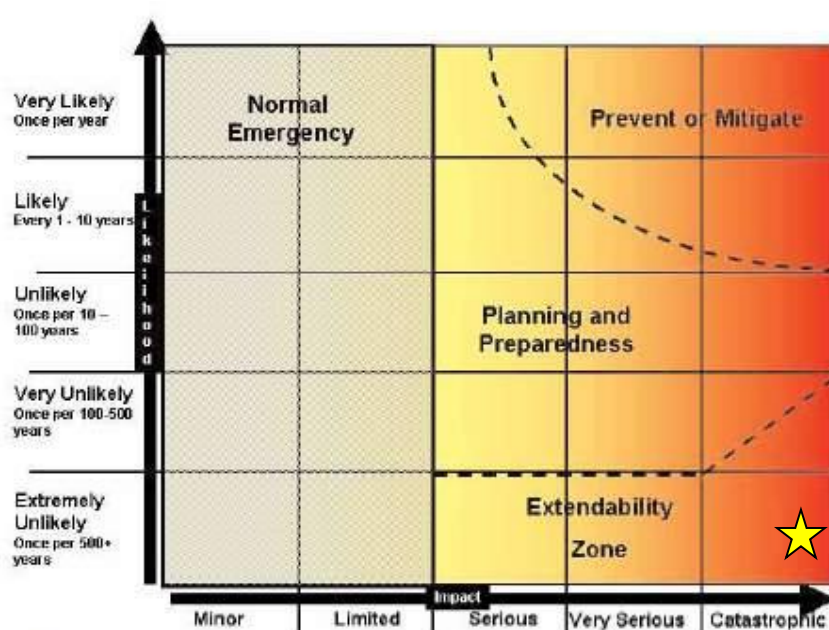 Very Likely
Once per year
Normal
Emergency
Prevent or Mitigate
Likely
Every 1 - 10 years
Likeliihoood
Unlikely
Once per 10 –
100 years
Planning and
Preparedness
Very Unlikely
Once per 100-500
years
Extremely
Unlikely
Once per 500+
years
Extendability
Zone
Impact
Minor
Limited
Serious
Very Serious
Catastrophic